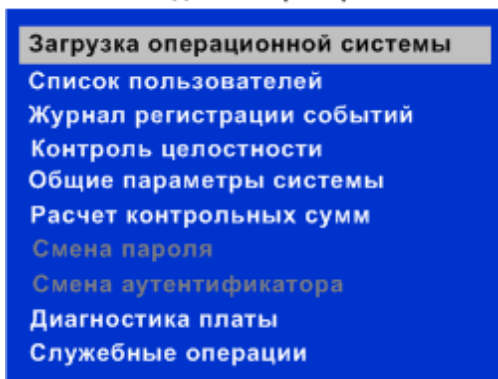 Загрузка операционной системы
Список пользователей
Журнал регистрации событий
Контроль целостности
Общие параметры системы
Расчет контрольных сумм
Смена пароля
Смена аутентификатора
Диагностика платы
Служебные операции